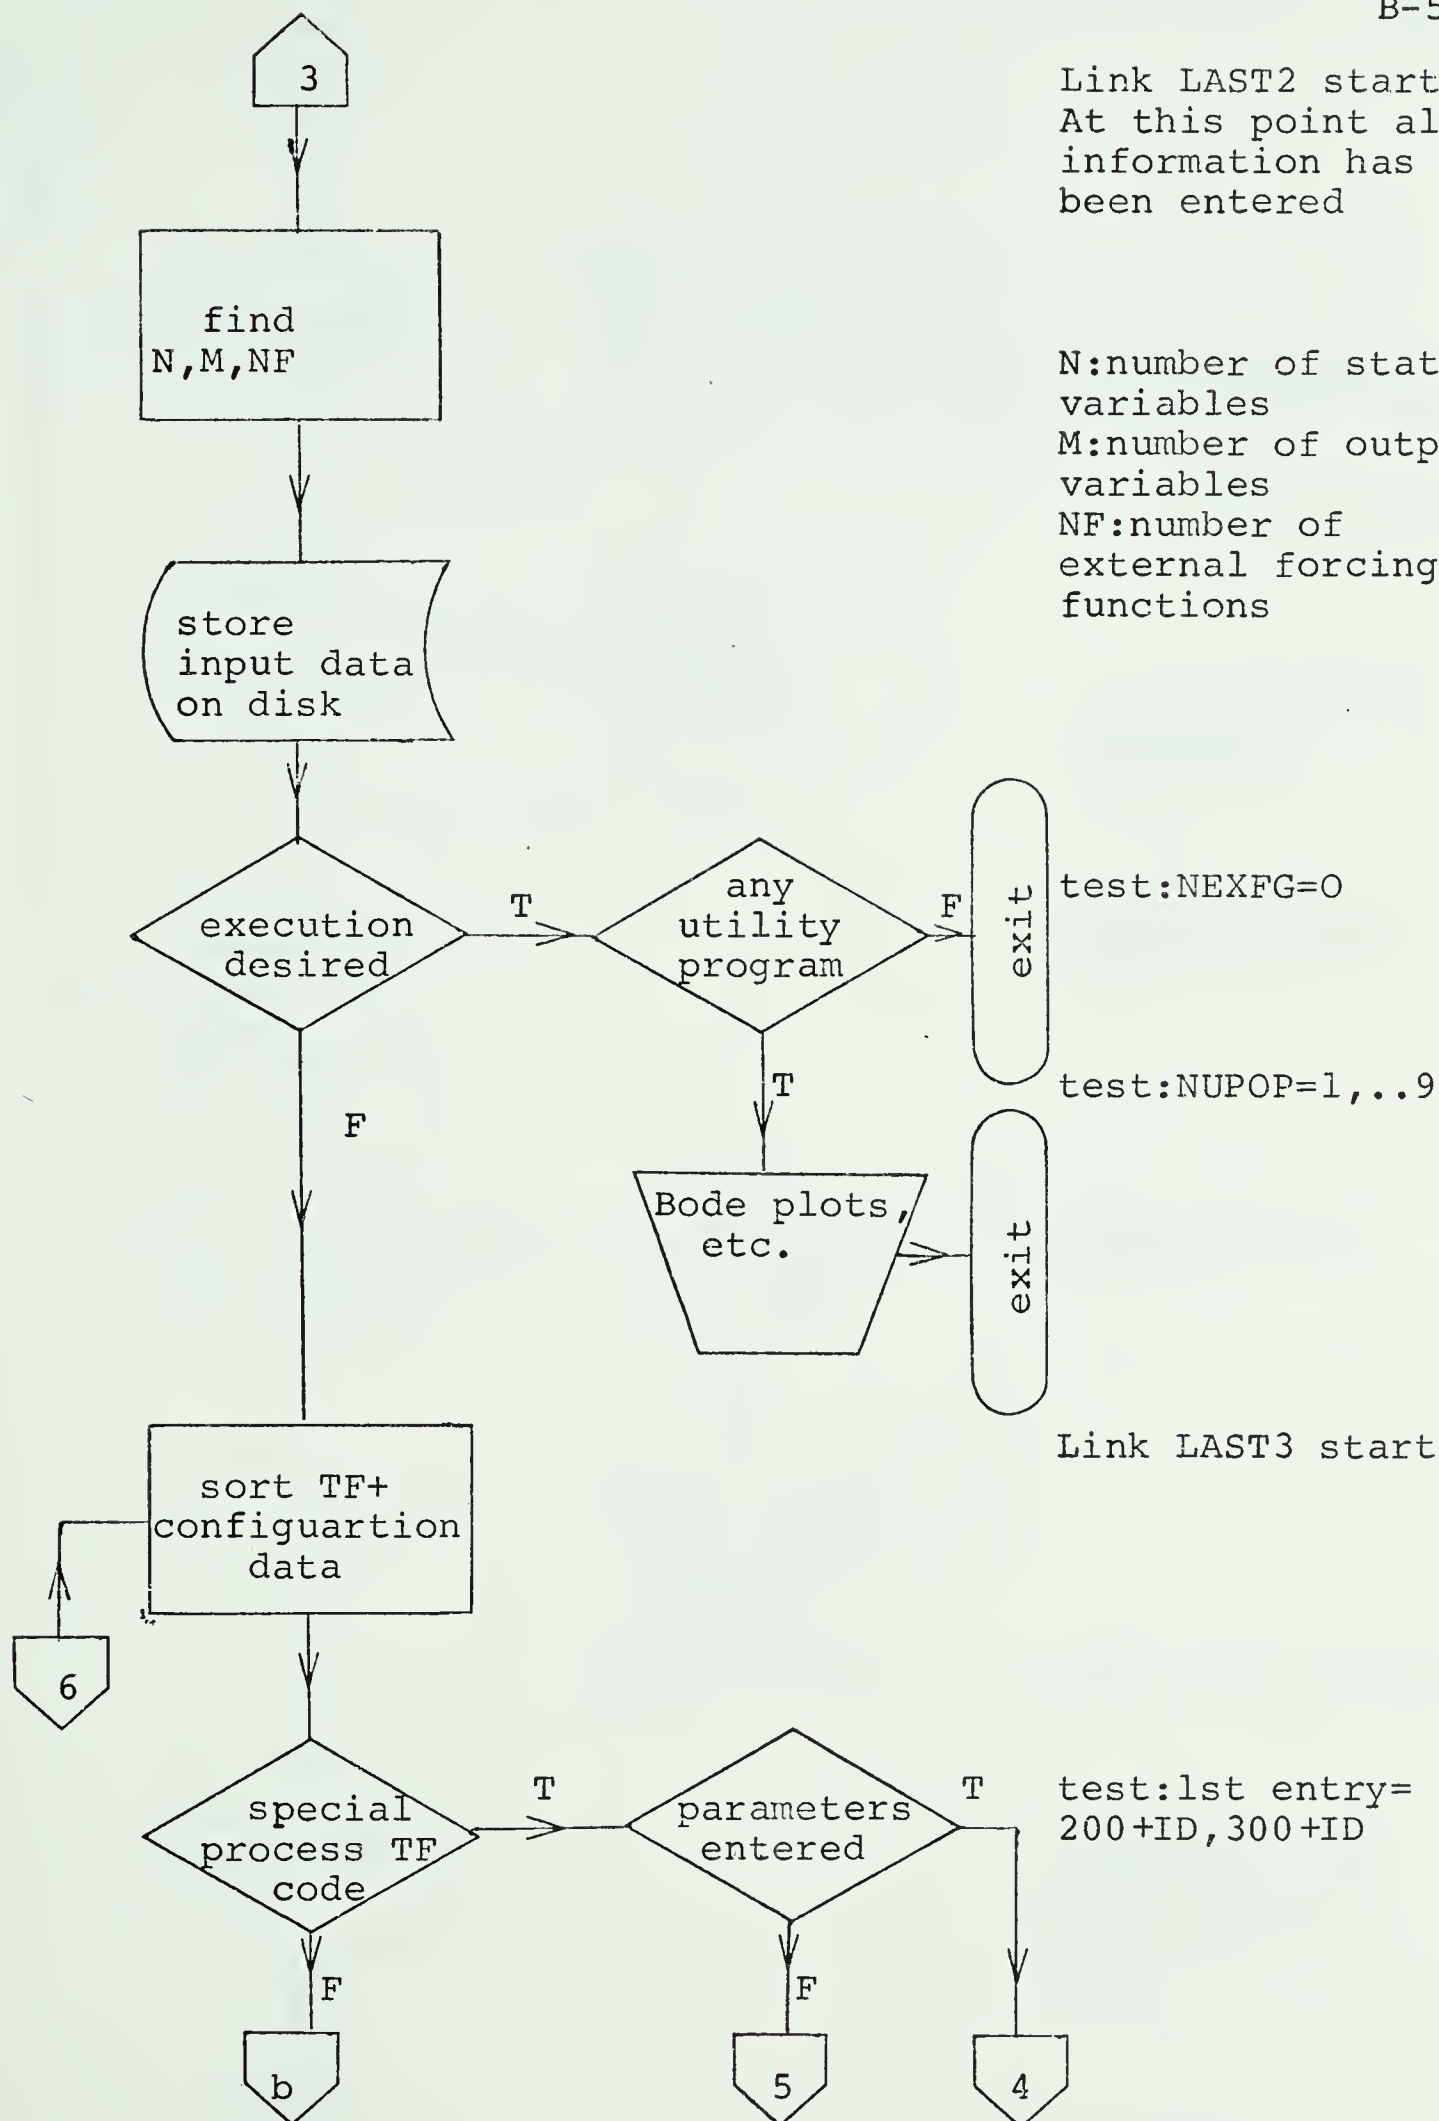 B-5
3
Link LAST2 start
At this point al
information has
been entered
find
N,M,NF
N:number of stat
variables
M:number of outp
variables
NF:number of
external forcing
functions
store
input data
on disk
execution
desired
T
any
utility
program
F
exit
test:NEXFG=O
F
T
test:NUPOP=1,..9
Bode plots,
etc.
exit
Link LAST3 start
sort TF+
configuartion
data
6
special
process TF
code
T
parameters
entered
T
test:1st entry=
200+ID,300+ID
F
F
b
5
4